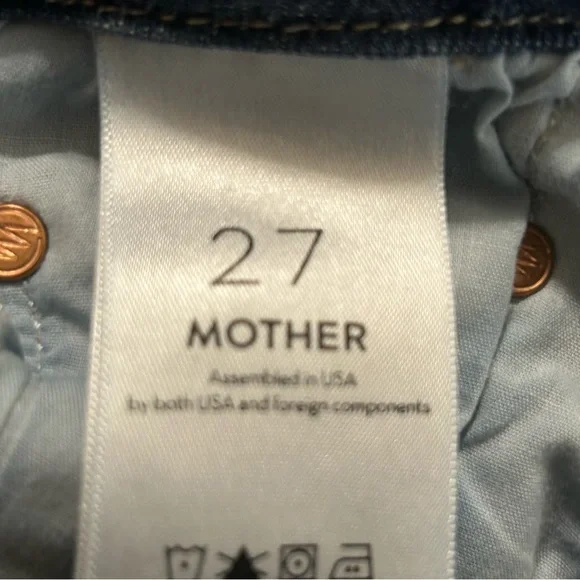 27
MOTHER
Assembled in USA
by both USA and foreign components